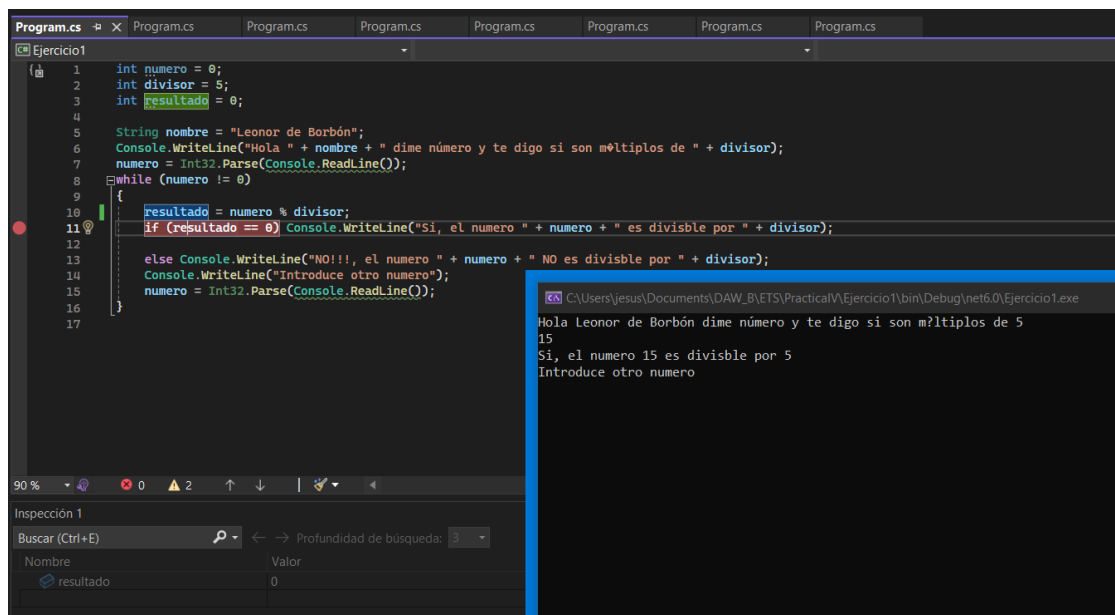 Program.cs Program.cs Program.cs Program.cs Program.cs Program.cs Program.cs Program.cs
C# Ejercicio1
1 int numero = 0;
2 int divisor = 5;
3 int resultado = 0;
4
5 String nombre = "Leonor de Borbón";
6 Console.WriteLine("Hola " + nombre + " dime número y te digo si son m�ltiplos de " + divisor);
7 numero = Int32.Parse(Console.ReadLine());
8 while (numero != 0)
9 {
10 resultado = numero % divisor;
11 if (resultado == 0) Console.WriteLine("Si, el numero " + numero + " es divisble por " + divisor);
12
13 else Console.WriteLine("NO!!!, el numero " + numero + " NO es divisble por " + divisor);
14 Console.WriteLine("Introduce otro numero");
15 numero = Int32.Parse(Console.ReadLine());
16 }
17
C:\Users\jesus\Documents\DAW_B\ETS\PracticaIV\Ejercicio1\bin\Debug\net6.0\Ejercicio1.exe
Hola Leonor de Borbón dime número y te digo si son m?ltiplos de 5
15
Si, el numero 15 es divisble por 5
Introduce otro numero
90 % 0 2
Inspección 1
Buscar (Ctrl+E) Profundidad de búsqueda: 3
Nombre Valor
resultado 0